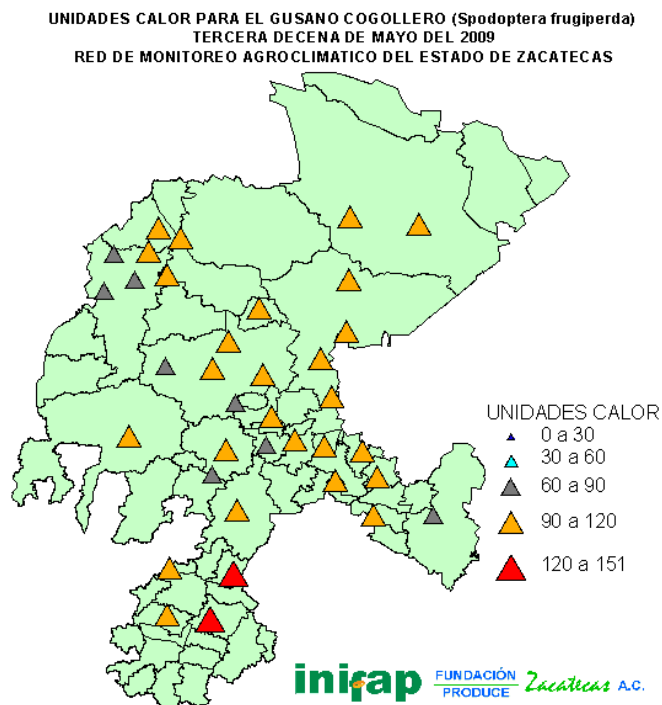 UNIDADES CALOR PARA EL GUSANO COGOLLERO (Spodoptera frugiperda)
TERCERA DECENA DE MAYO DEL 2009
RED DE MONITOREO AGROCLIMATICO DEL ESTADO DE ZACATECAS
UNIDADES CALOR
0 a 30
30 a 60
60 a 90
90 a 120
120 a 151
inifap
FUNDACIÓN
PRODUCE
Zacatecas A.C.